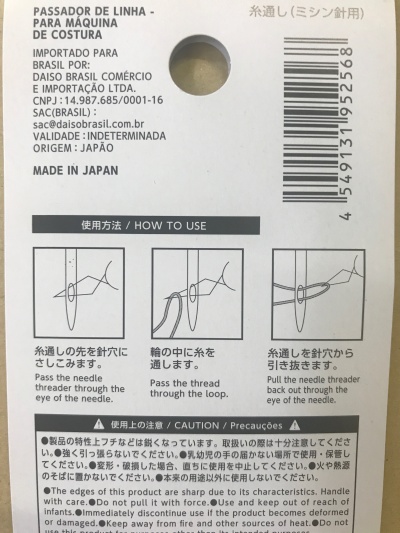 PASSADOR DE LINHA -
PARA MÁQUINA
DE COSTURA
IMPORTADO PARA
BRASIL POR:
DAISO BRASIL COMÉRCIO
E IMPORTAÇÃO LTDA.
CNPJ : 14.987.685/0001-16
SAC(BRASIL) :
sac@daisobrasil.com.br
VALIDADE : INDETERMINADA
ORIGEM : JAPÃO
MADE IN JAPAN
糸通し(ミシン針用)
4 549131 952568
使用方法 / HOW TO USE
糸通しの先を針穴に
さしこみます。
Pass the needle
threader through the
eye of the needle.
輪の中に糸を
通します。
Pass the thread
through the loop.
糸通しを針穴から
引き抜きます。
Pull the needle threader
back out through the
eye of the needle.
使用上の注意 / CAUTION / Precauções
●製品の特性上フチなどは鋭くなっています。取扱いの際は十分注意してくださ
い。●強く引っ張らないでください。●乳幼児の手の届かない場所で使用・保管し
てください。●変形・破損した場合、直ちに使用を中止してください。●火や熱源
のそばに置かないでください。●本来の用途以外に使用しないでください。
●The edges of this product are sharp due to its characteristics. Handle
with care.●Do not pull it with force.●Use and keep out of reach of
infants.●Immediately discontinue use if the product becomes deformed
or damaged.●Keep away from fire and other sources of heat.●Do not
use this product for purposes other than its intended purpose.